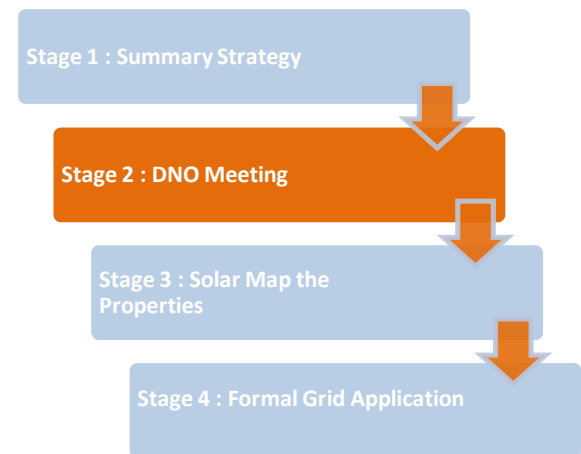 Stage 1 : Summary Strategy
Stage 2 : DNO Meeting
Stage 3 : Solar Map the
Properties
Stage 4 : Formal Grid Application